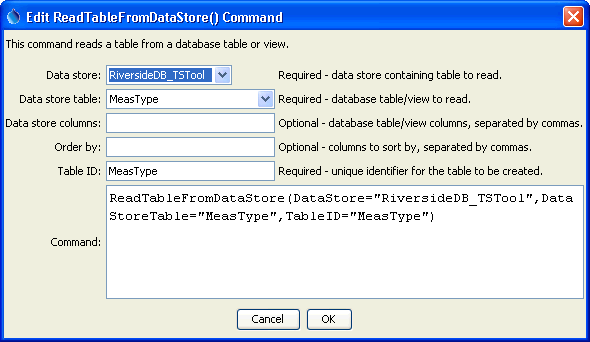 Edit ReadTableFromDataStore() Command
This command reads a table from a database table or view.
Data store: RiversideDB_TSTool Required - data store containing table to read.
Data store table: MeasType Required - database table/view to read.
Data store columns: Optional - database table/view columns, separated by commas.
Order by: Optional - columns to sort by, separated by commas.
Table ID: MeasType Required - unique identifier for the table to be created.
ReadTableFromDataStore(DataStore="RiversideDB_TSTool",Data
StoreTable="MeasType",TableID="MeasType")
Command:
Cancel OK